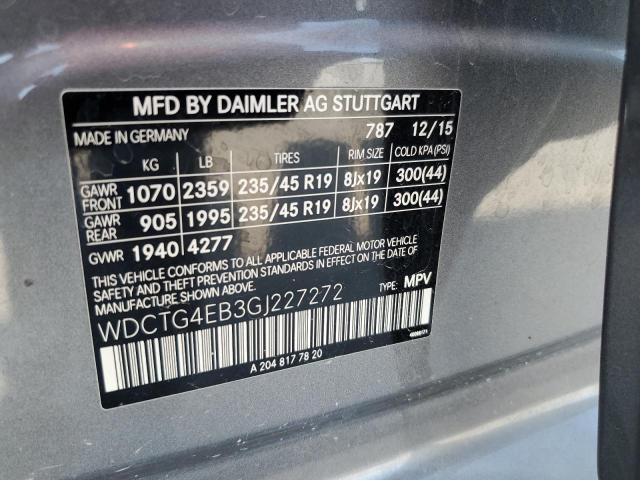 MFD BY DAIMLER AG STUTTGART
MADE IN GERMANY 787 12/15
KG LB TIRES RIM SIZE COLD KPA (PSI)
GAWR FRONT 1070 2359 235/45 R19 8Jx19 300(44)
GAWR REAR 905 1995 235/45 R19 8Jx19 300(44)
GVWR 1940 4277
THIS VEHICLE CONFORMS TO ALL APPLICABLE FEDERAL MOTOR VEHICLE
SAFETY AND THEFT PREVENTION STANDARDS IN EFFECT ON THE DATE OF
MANUFACTURE SHOWN ABOVE.
WDCTG4EB3GJ227272 TYPE: MPV
A 204 817 78 20